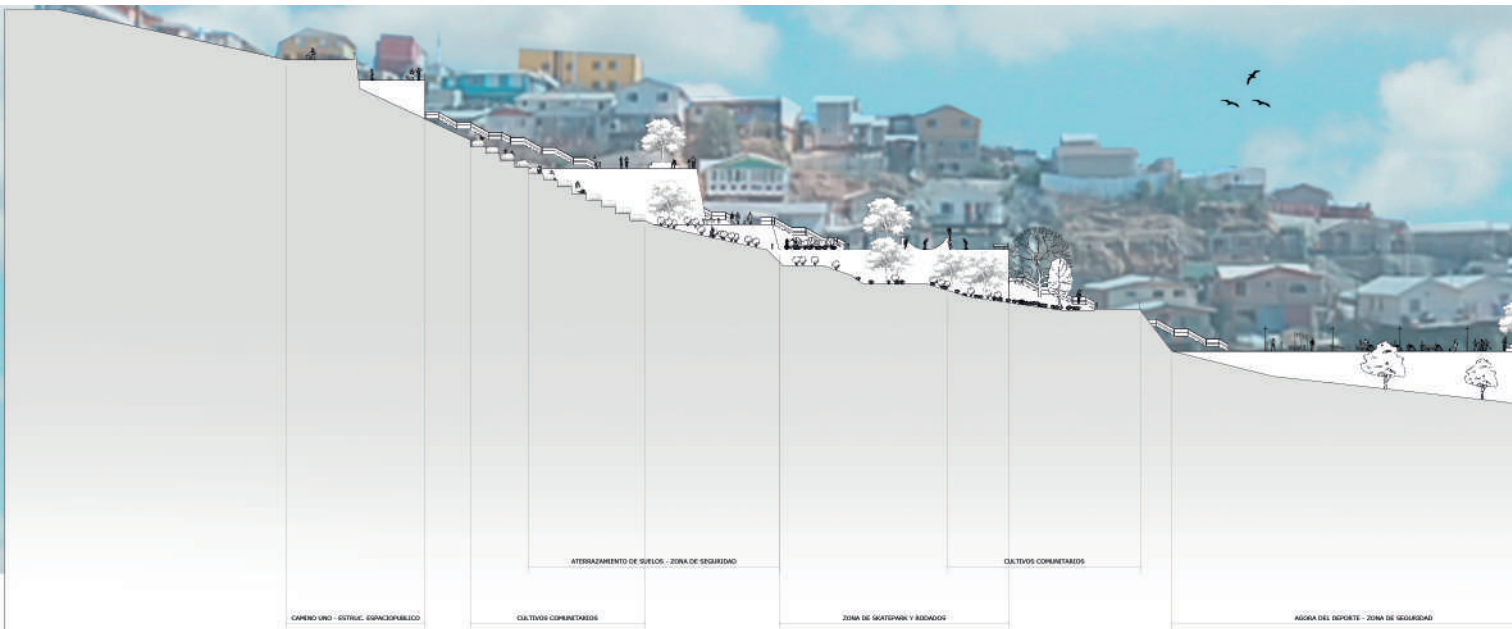 ATERRAZAMIENTO DE SUELOS - ZONA DE SEGURIDAD
CULTIVOS COMUNITARIOS
CAMINO UNO - ESTRUC. ESPACIOPUBLICO
CULTIVOS COMUNITARIOS
ZONA DE SKATEPARK Y RODADOS
AGORA DEL DEPORTE - ZONA DE SEGURIDAD